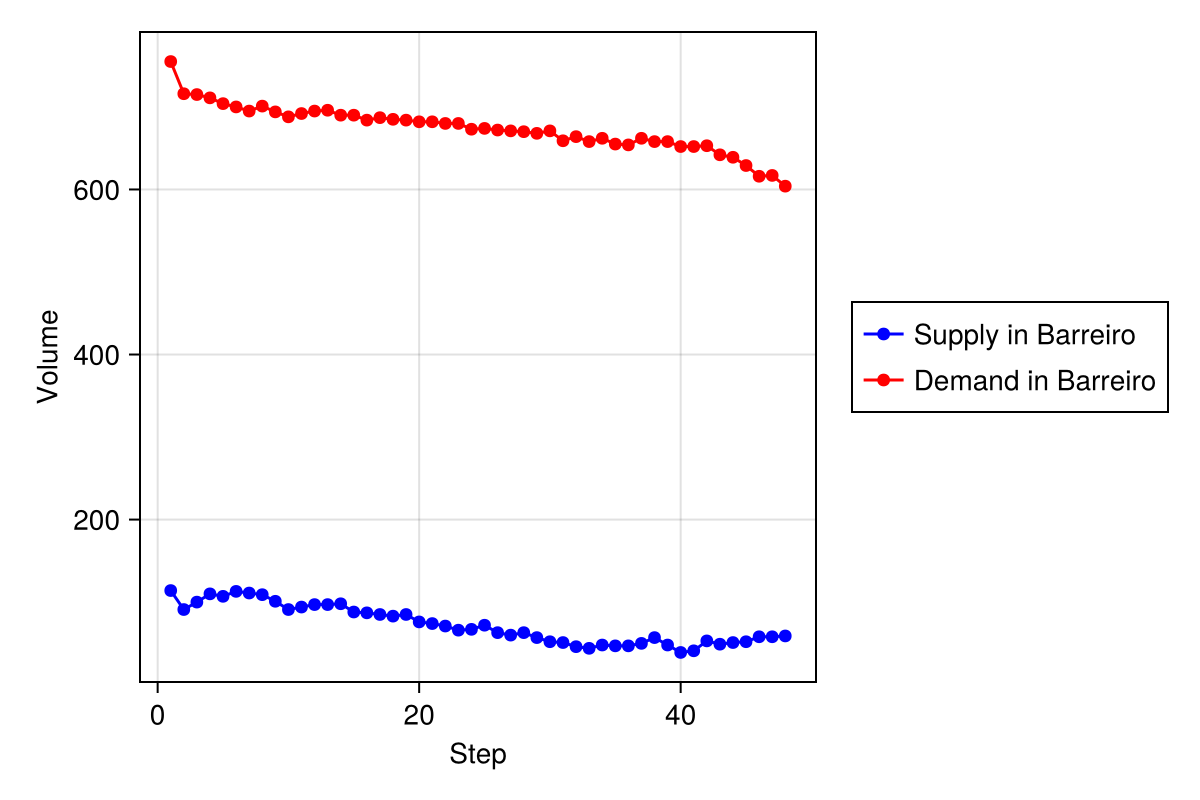 600
400
200
Volume
0 20 40
Step
Supply in Barreiro
Demand in Barreiro